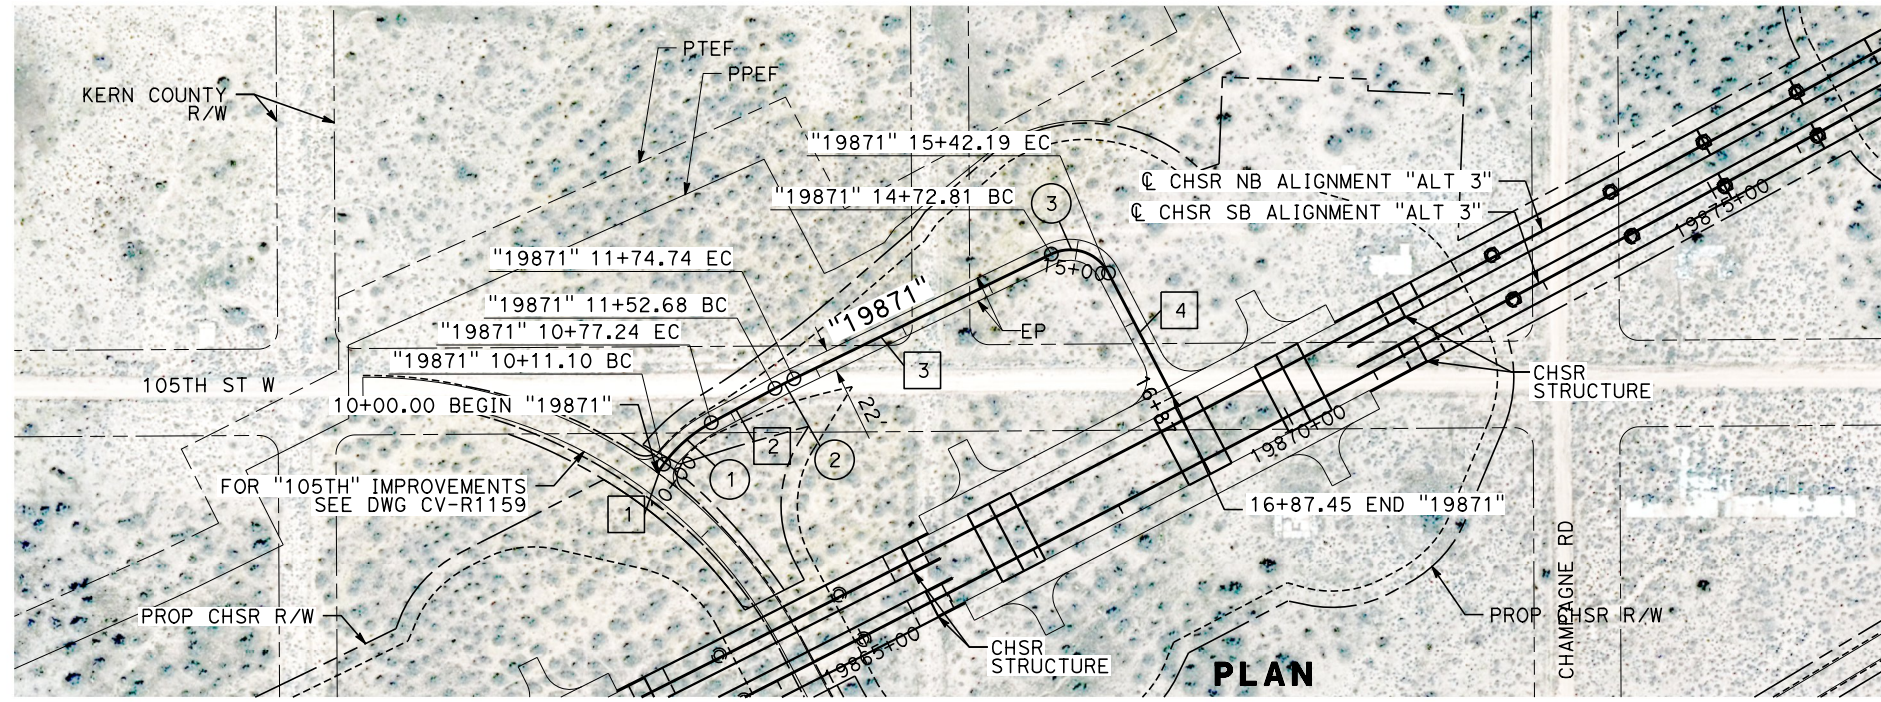 PTEF
PPEF
KERN COUNTY
R/W
"19871" 15+42.19 EC
"19871" 14+72.81 BC
3
℄ CHSR NB ALIGNMENT "ALT 3"
℄ CHSR SB ALIGNMENT "ALT 3"
19875+00
"19871" 11+74.74 EC
"19871" 11+52.68 BC
"19871" 10+77.24 EC
"19871" 10+11.10 BC
"19871"
15+00
EP
4
3
105TH ST W
10+00.00 BEGIN "19871"
22'
16+87
CHSR
STRUCTURE
19870+00
2
2
1
1
FOR "105TH" IMPROVEMENTS
SEE DWG CV-R1159
16+87.45 END "19871"
CHAMPAGNE RD
PROP CHSR R/W
PROP CHSR R/W
19865+00
CHSR
STRUCTURE
PLAN